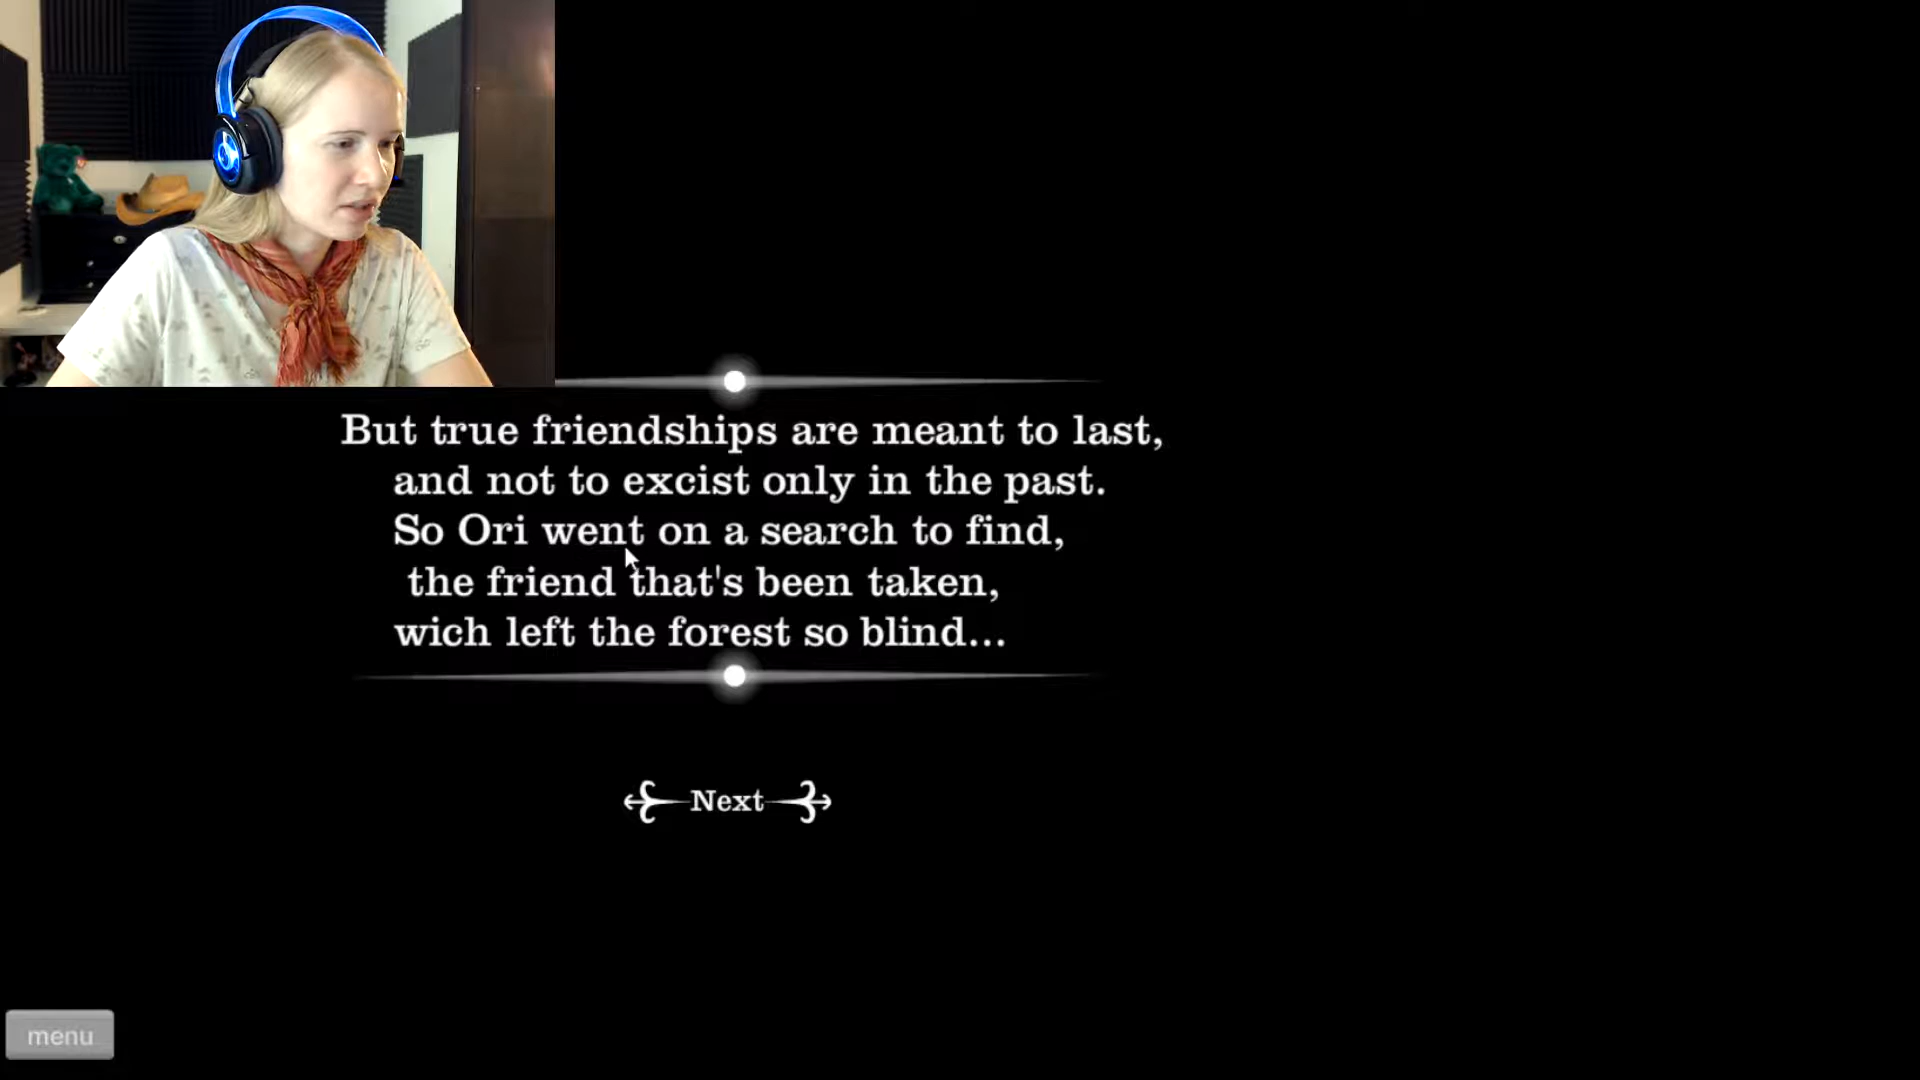 But true friendships are meant to last,
and not to excist only in the past.
So Ori went on a search to find,
the friend that's been taken,
wich left the forest so blind...
Next
menu